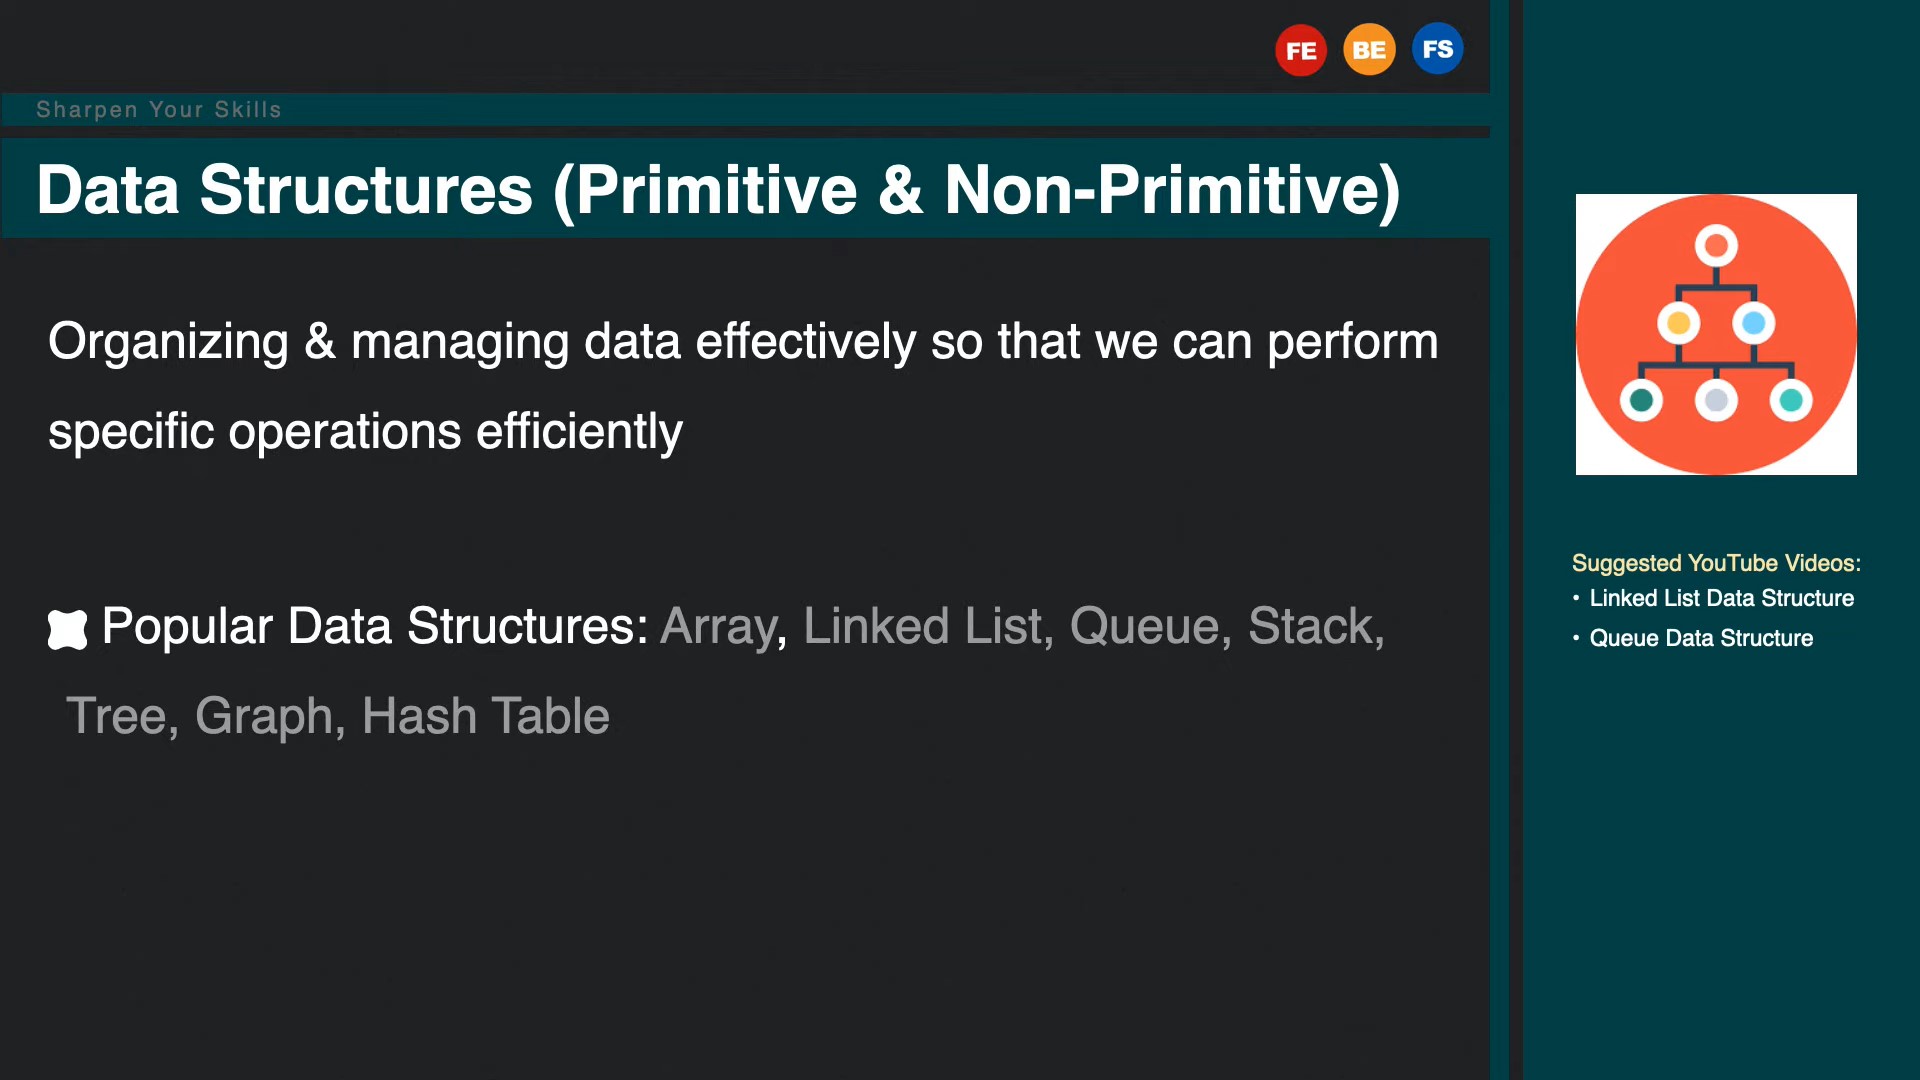 FE BE FS
Sharpen Your Skills
Data Structures (Primitive & Non-Primitive)
Organizing & managing data effectively so that we can perform
specific operations efficiently
Popular Data Structures: Array, Linked List, Queue, Stack,
Tree, Graph, Hash Table
Suggested YouTube Videos:
• Linked List Data Structure
• Queue Data Structure